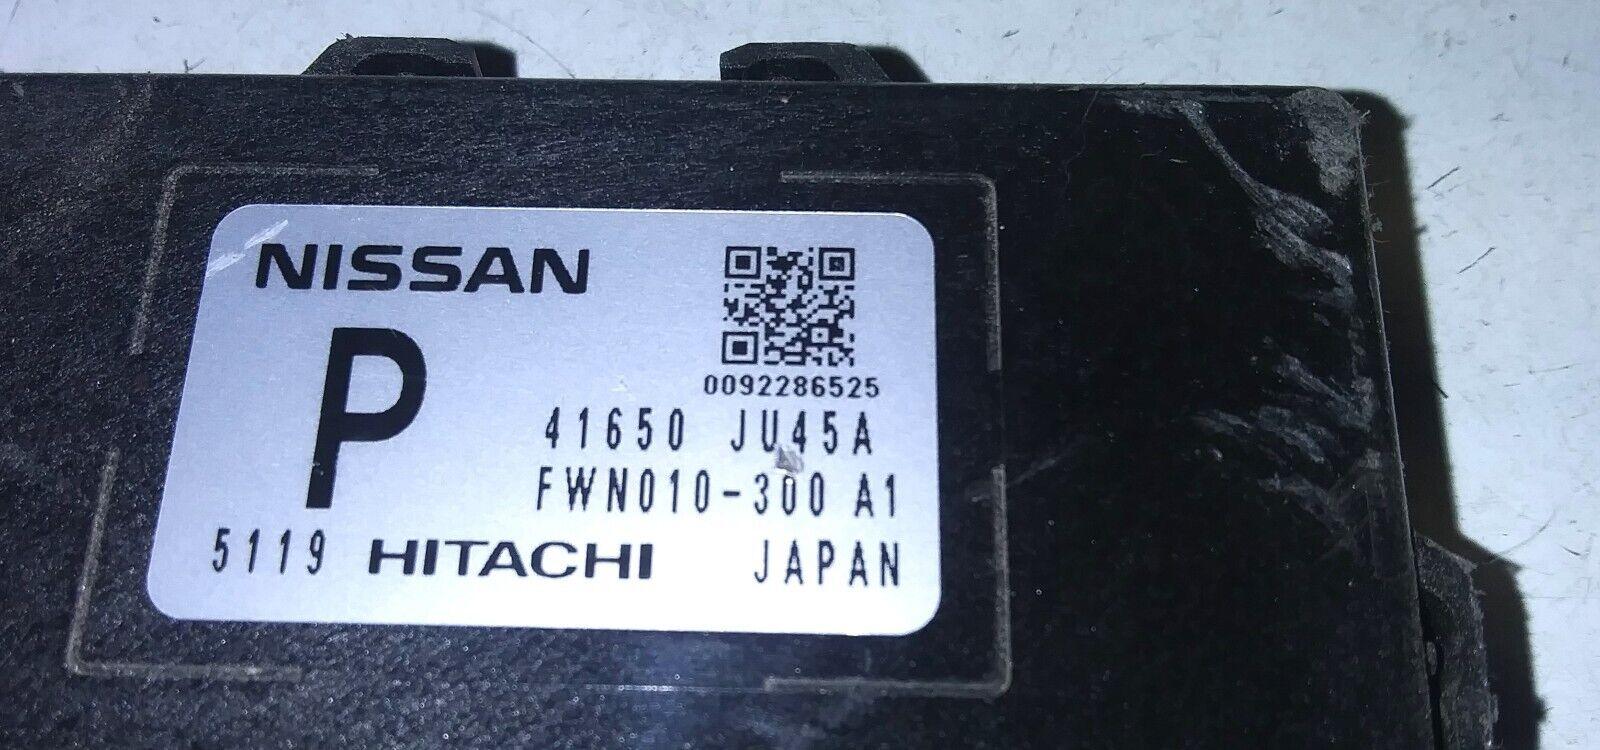 NISSAN
P
0092286525
41650 JU45A
FWN010-300 A1
5119 HITACHI JAPAN